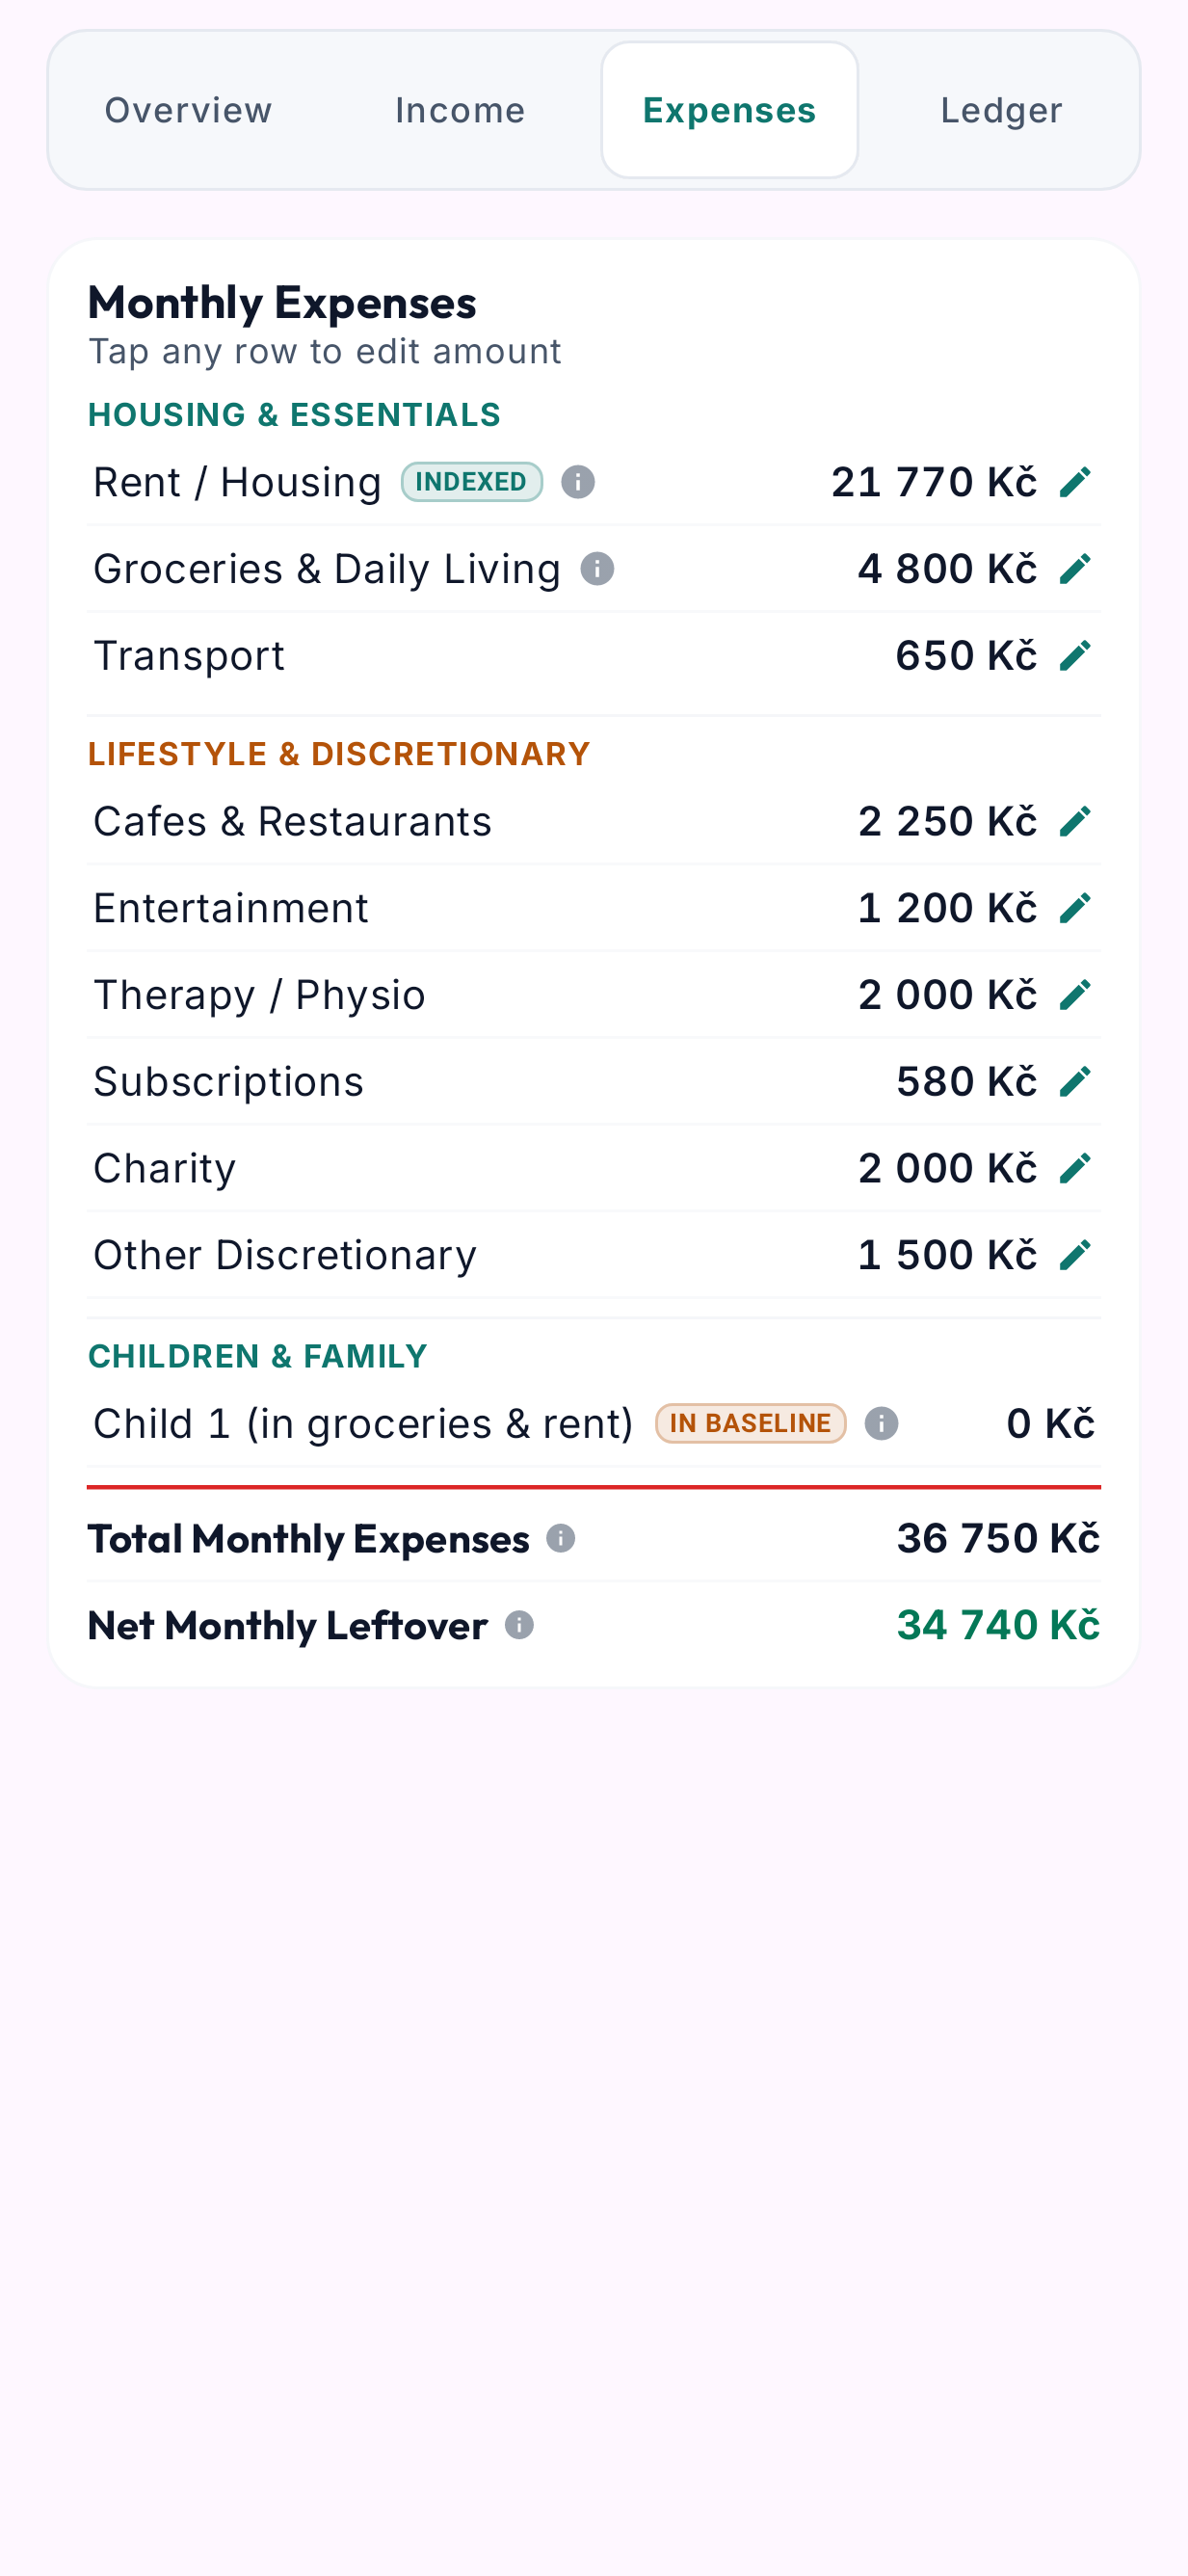 Overview Income Expenses Ledger
Monthly Expenses
Tap any row to edit amount
HOUSING & ESSENTIALS
Rent / Housing INDEXED 21 770 Kč
Groceries & Daily Living 4 800 Kč
Transport 650 Kč
LIFESTYLE & DISCRETIONARY
Cafes & Restaurants 2 250 Kč
Entertainment 1 200 Kč
Therapy / Physio 2 000 Kč
Subscriptions 580 Kč
Charity 2 000 Kč
Other Discretionary 1 500 Kč
CHILDREN & FAMILY
Child 1 (in groceries & rent) IN BASELINE 0 Kč
Total Monthly Expenses 36 750 Kč
Net Monthly Leftover 34 740 Kč